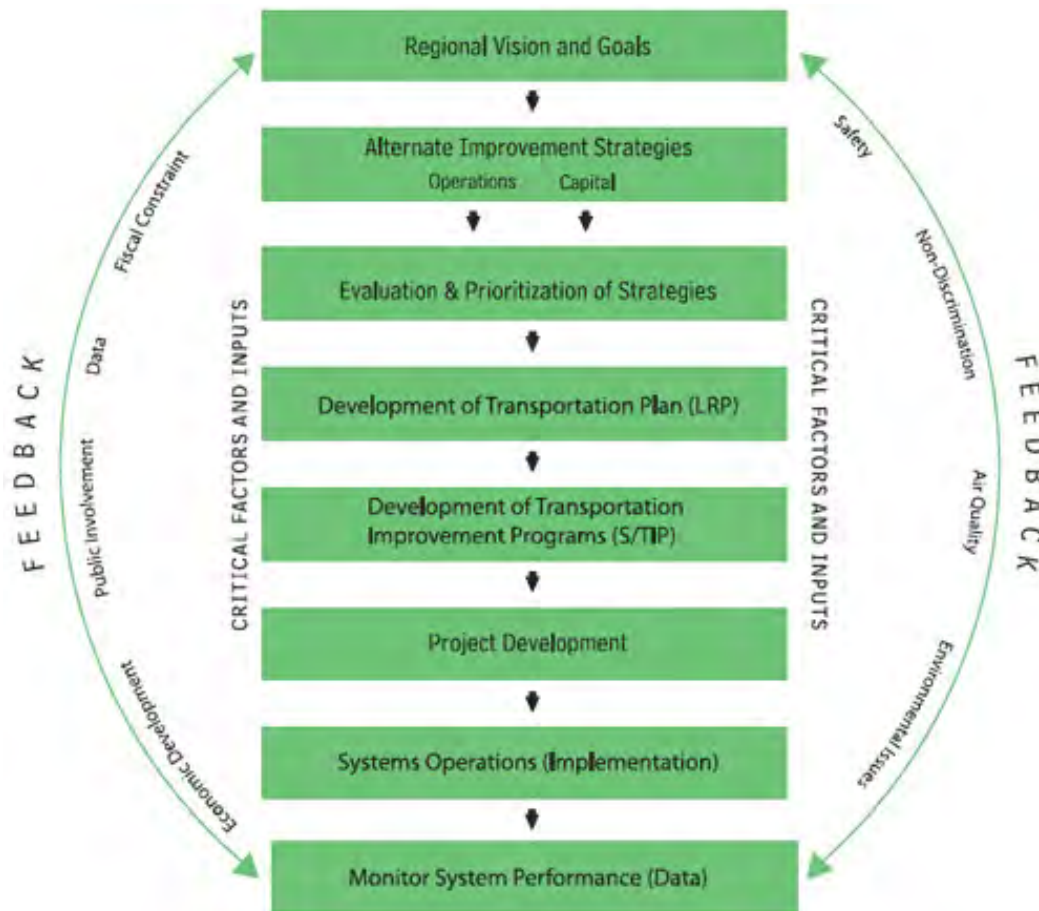 Regional Vision and Goals
Alternate Improvement Strategies
Operations Capital
Evaluation & Prioritization of Strategies
Development of Transportation Plan (LRP)
Development of Transportation
Improvement Programs (S/TIP)
Project Development
Systems Operations (Implementation)
Monitor System Performance (Data)
FEEDBACK
Fiscal Constraint
Data
Public Involvement
Economic Development
CRITICAL FACTORS AND INPUTS
CRITICAL FACTORS AND INPUTS
Safety
Non-Discrimination
Air Quality
Environmental Issues
FEEDBACK